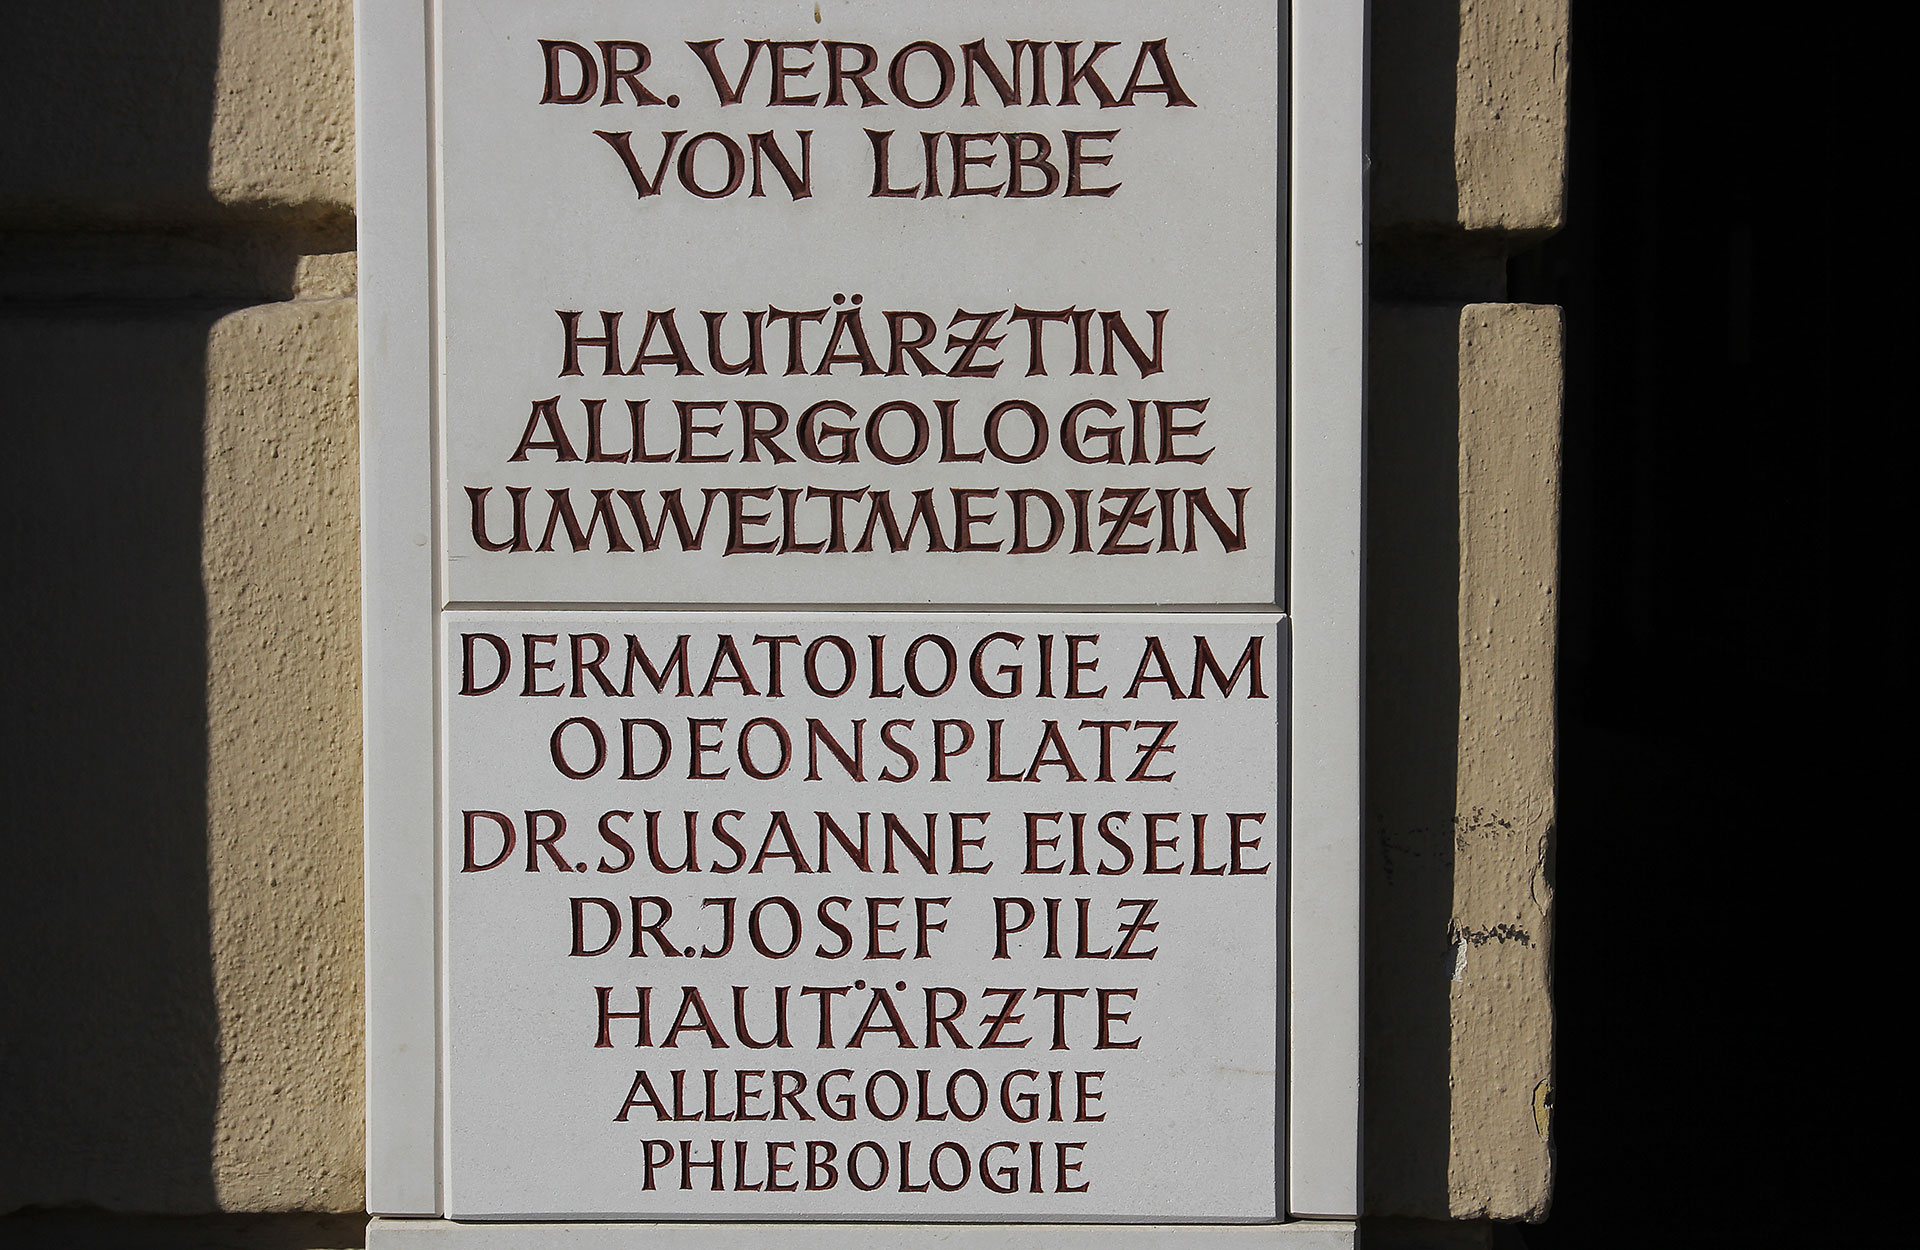 DR. VERONIKA
VON LIEBE
HAUTÄRZTIN
ALLERGOLOGIE
UMWELTMEDIZIN
DERMATOLOGIE AM
ODEONSPLATZ
DR. SUSANNE EISELE
DR. JOSEF PILZ
HAUTÄRZTE
ALLERGOLOGIE
PHLEBOLOGIE